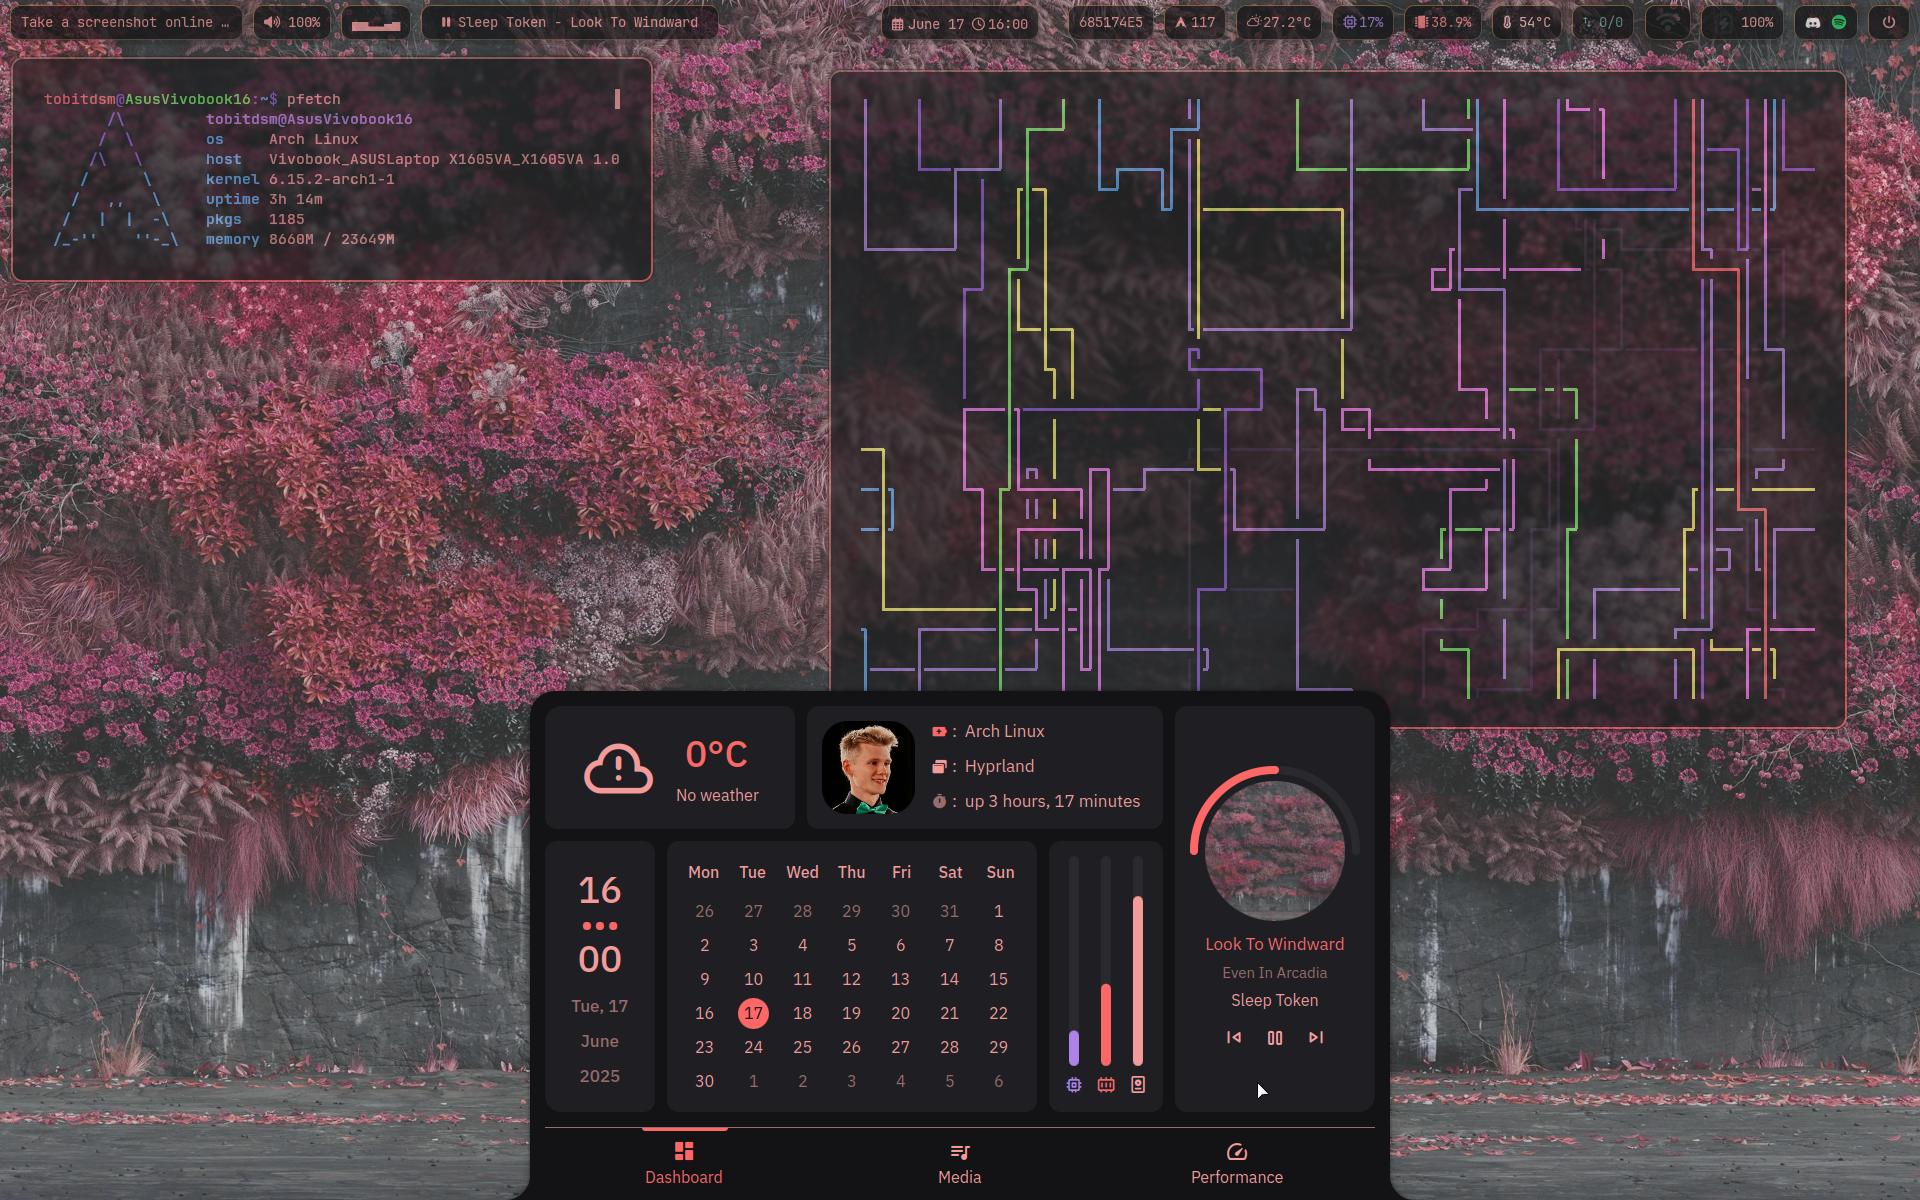 Take a screenshot online …
100%
Sleep Token - Look To Windward
June 17 16:00
685174E5
117
27.2°C
17%
38.9%
54°C
0/0
100%
tobitdsm@AsusVivobook16:~$ pfetch
tobitdsm@AsusVivobook16
os Arch Linux
host Vivobook_ASUSLaptop X1605VA_X1605VA 1.0
kernel 6.15.2-arch1-1
uptime 3h 14m
pkgs 1185
memory 8660M / 23649M
0°C
No weather
: Arch Linux
: Hyprland
: up 3 hours, 17 minutes
16
00
Tue, 17
June
2025
Mon Tue Wed Thu Fri Sat Sun
26 27 28 29 30 31 1
2 3 4 5 6 7 8
9 10 11 12 13 14 15
16 17 18 19 20 21 22
23 24 25 26 27 28 29
30 1 2 3 4 5 6
Look To Windward
Even In Arcadia
Sleep Token
Dashboard
Media
Performance